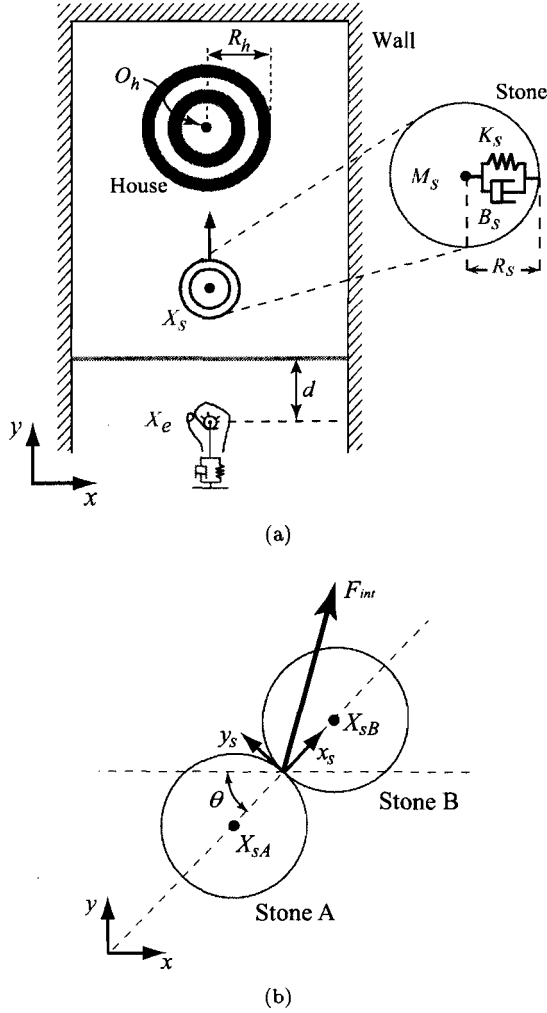 R_h
Wall
O_h
Stone
K_s
House
M_s
B_s
R_s
X_s
d
X_e
y
x
(a)
F_int
X_sB
y_s
x_s
θ
Stone B
X_sA
Stone A
y
x
(b)